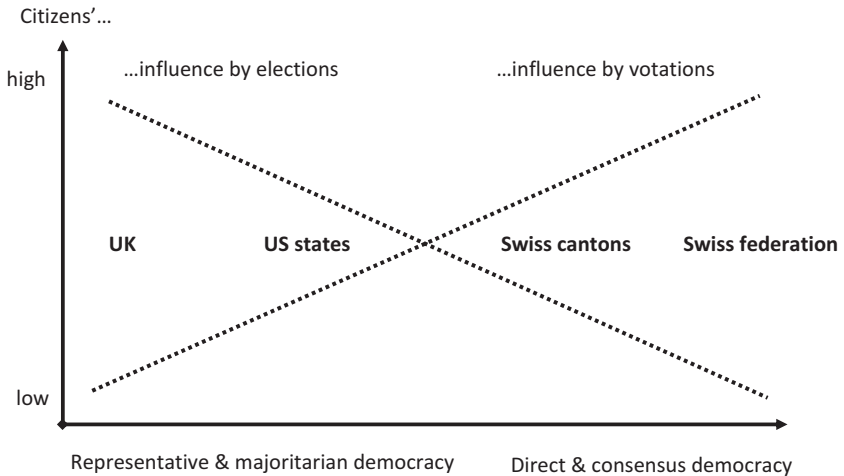 Citizens'…
high
…influence by elections
…influence by votations
UK
US states
Swiss cantons
Swiss federation
low
Representative & majoritarian democracy
Direct & consensus democracy